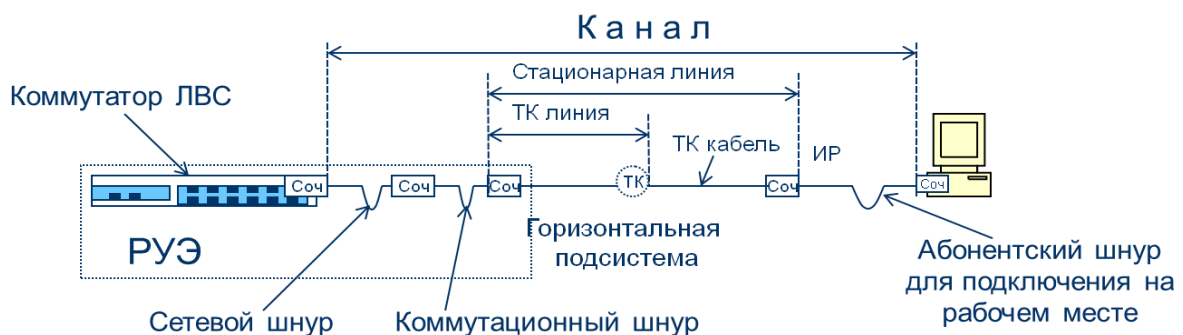 К а н а л
Стационарная линия
Коммутатор ЛВС
ТК линия
ТК кабель
ИР
Соч
Соч
Соч
ТК
Соч
Соч
РУЭ
Горизонтальная
подсистема
Абонентский шнур
для подключения на
рабочем месте
Сетевой шнур
Коммутационный шнур